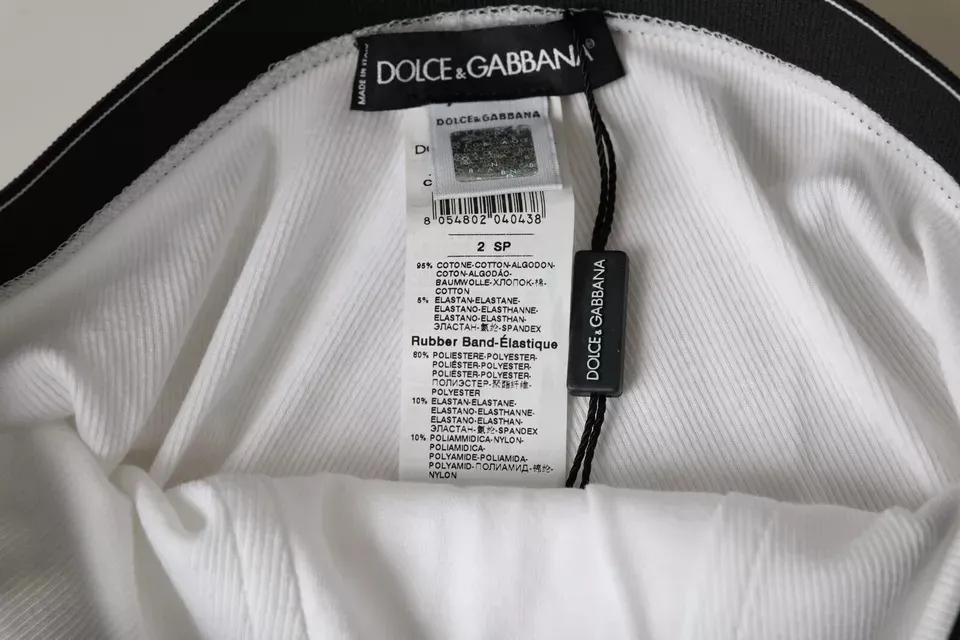 MADE IN ITALY
DOLCE & GABBANA
DOLCE & GABBANA
8 054802 040438
2 SP
95% COTONE-COTTON-ALGODON-
COTON-ALGODÃO-
BAUMWOLLE-ХЛОПОК-棉-
COTTON
5% ELASTAN-ELASTANE-
ELASTANO-ELASTHANNE-
ELASTANO-ELASTHAN-
ЭЛАСТАН-氨纶-SPANDEX
Rubber Band-Élastique
80% POLIESTERE-POLYESTER-
POLIÉSTER-POLYESTER-
POLIÉSTER-POLYESTER-
ПОЛИЭСТЕР-聚酯纤维-
POLYESTER
10% ELASTAN-ELASTANE-
ELASTANO-ELASTHANNE-
ELASTANO-ELASTHAN-
ЭЛАСТАН-氨纶-SPANDEX
10% POLIAMMIDICA-NYLON-
POLIAMIDICA-
POLYAMIDE-POLIAMIDA-
POLYAMID-ПОЛИАМИД-锦纶-
NYLON
DOLCE & GABBANA